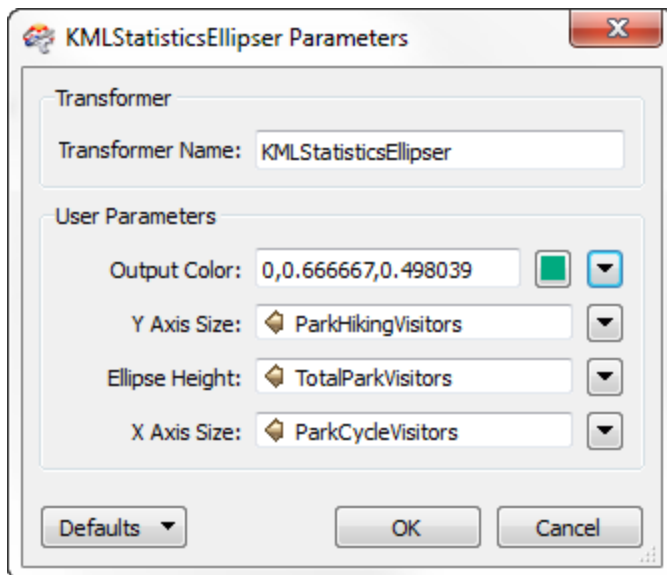 KMLStatisticsEllipser Parameters
Transformer
Transformer Name: KMLStatisticsEllipser
User Parameters
Output Color: 0,0.666667,0.498039
Y Axis Size: ParkHikingVisitors
Ellipse Height: TotalParkVisitors
X Axis Size: ParkCycleVisitors
Defaults OK Cancel